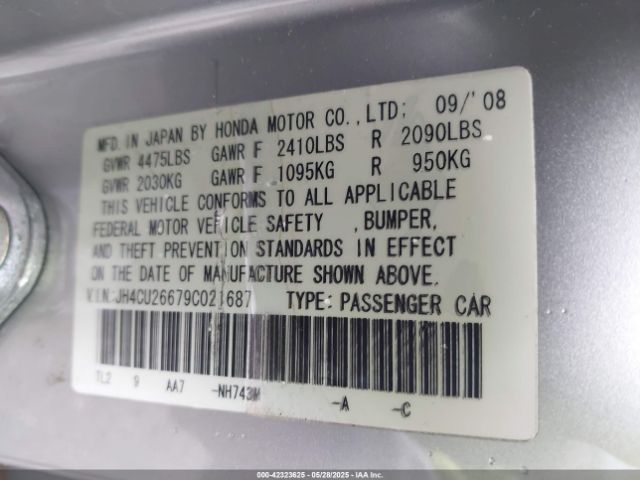 MFD. IN JAPAN BY HONDA MOTOR CO., LTD; 09/'08
GVWR 4475LBS GAWR F 2410LBS R 2090LBS
GVWR 2030KG GAWR F 1095KG R 950KG
THIS VEHICLE CONFORMS TO ALL APPLICABLE
FEDERAL MOTOR VEHICLE SAFETY , BUMPER,
AND THEFT PREVENTION STANDARDS IN EFFECT
ON THE DATE OF MANUFACTURE SHOWN ABOVE.
V.I.N. JH4CU26679C021687 TYPE: PASSENGER CAR
TL2 9 AA7 -NH743M -A -C
000-42323625 - 05/28/2025 - IAAI Inc.